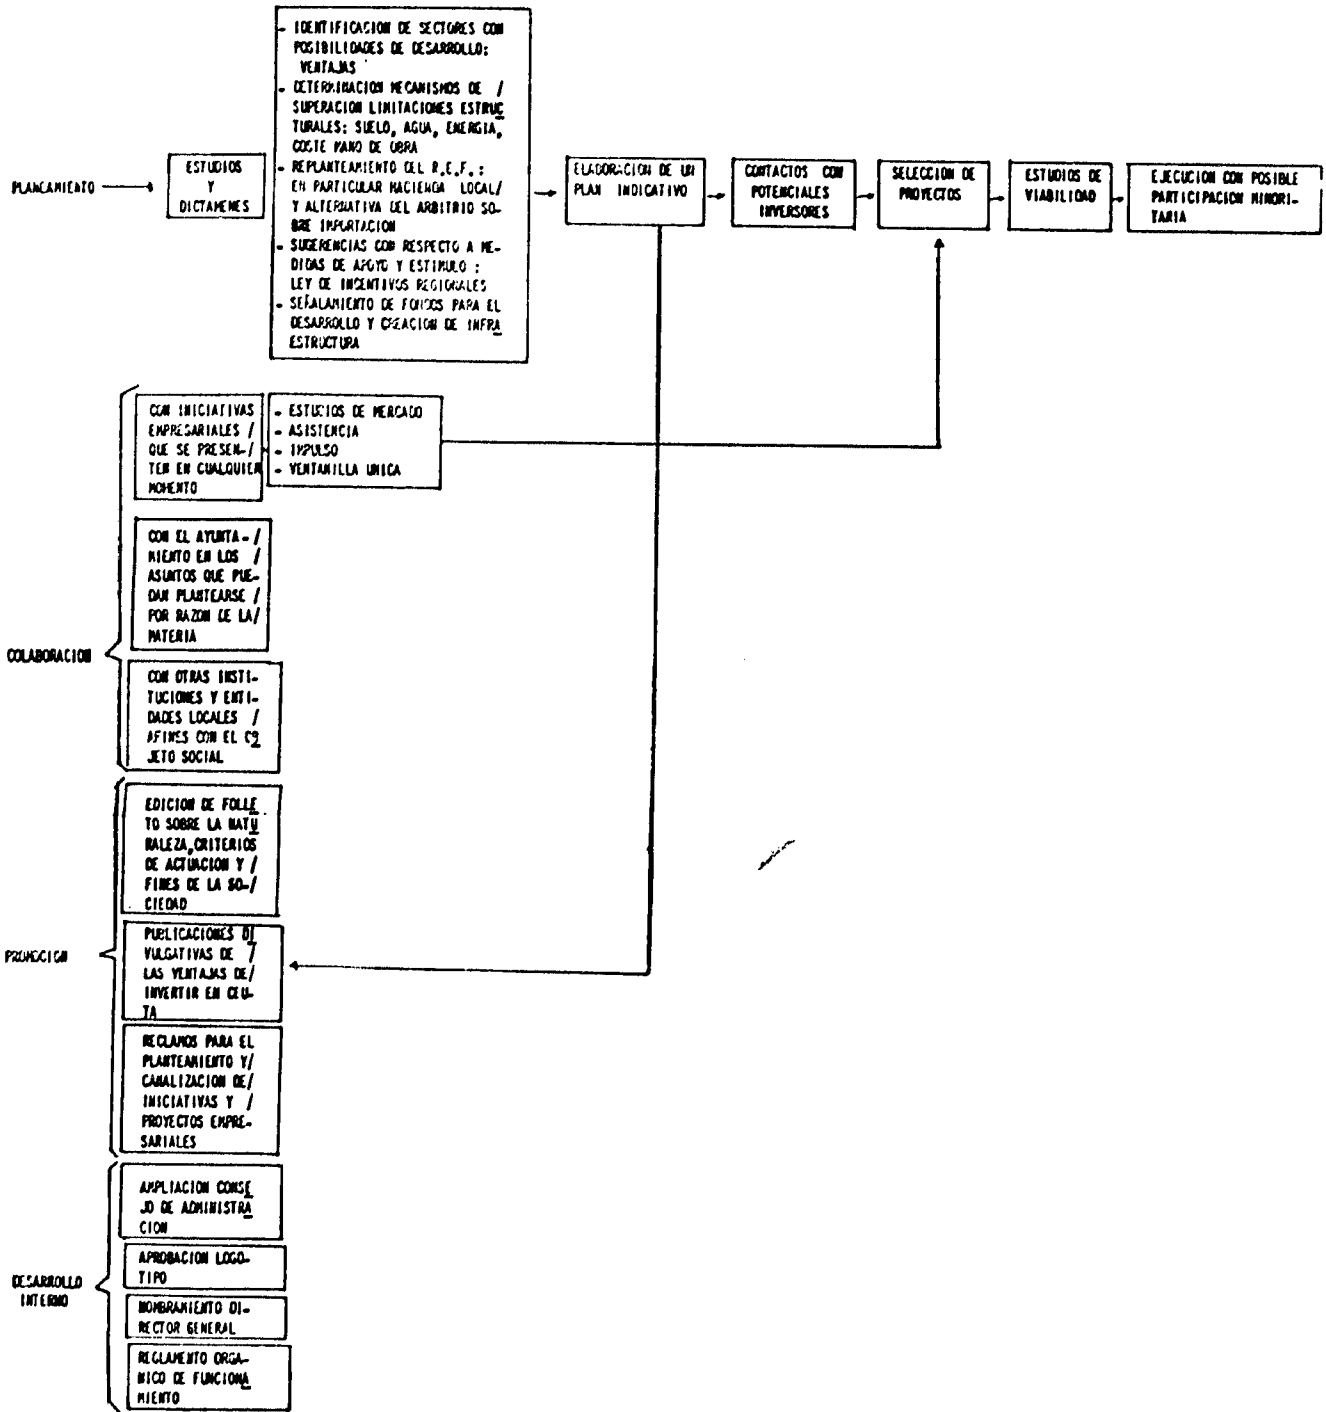 PLANEAMIENTO
ESTUDIOS
Y
DICTAMENES
- IDENTIFICACION DE SECTORES CON
POSIBILIDADES DE DESARROLLO:
VENTAJAS
- DETERMINACION MECANISMOS DE /
SUPERACION LIMITACIONES ESTRUC
TURALES: SUELO, AGUA, ENERGIA,
COSTE MANO DE OBRA
- REPLANTEAMIENTO DEL R.E.F.:
EN PARTICULAR HACIENDA LOCAL/
Y ALTERNATIVA DEL ARBITRIO SO-
BRE IMPORTACION
- SUGERENCIAS CON RESPECTO A ME-
DIDAS DE APOYO Y ESTIMULO :
LEY DE INCENTIVOS REGIONALES
- SEÑALAMIENTO DE FONDOS PARA EL
DESARROLLO Y CREACION DE INFRA
ESTRUCTURA
ELABORACION DE UN
PLAN INDICATIVO
CONTACTOS CON
POTENCIALES
INVERSORES
SELECCION DE
PROYECTOS
ESTUDIOS DE
VIABILIDAD
EJECUCION CON POSIBLE
PARTICIPACION MINORI-
TARIA
COLABORACION
CON INICIATIVAS
EMPRESARIALES /
QUE SE PRESEN-/
TEN EN CUALQUIER
MOMENTO
- ESTUDIOS DE MERCADO
- ASISTENCIA
- IMPULSO
- VENTANILLA UNICA
CON EL AYUNTA-/
MIENTO EN LOS /
ASUNTOS QUE PUE-
DAN PLANTEARSE /
POR RAZON DE LA/
MATERIA
CON OTRAS INSTI-
TUCIONES Y ENTI-
DADES LOCALES /
AFINES CON EL OB
JETO SOCIAL
PROMOCION
EDICION DE FOLLE
TO SOBRE LA NATU
RALEZA,CRITERIOS
DE ACTUACION Y /
FINES DE LA SO-/
CIEDAD
PUBLICACIONES DI
VULGATIVAS DE /
LAS VENTAJAS DE/
INVERTIR EN CEU-
TA
RECLAMOS PARA EL
PLANTEAMIENTO Y/
CANALIZACION DE/
INICIATIVAS Y /
PROYECTOS EMPRE-
SARIALES
DESARROLLO
INTERNO
AMPLIACION CONSE
JO DE ADMINISTRA
CION
APROBACION LOGO-
TIPO
NOMBRAMIENTO DI-
RECTOR GENERAL
REGLAMENTO ORGA-
NICO DE FUNCIONA
MIENTO